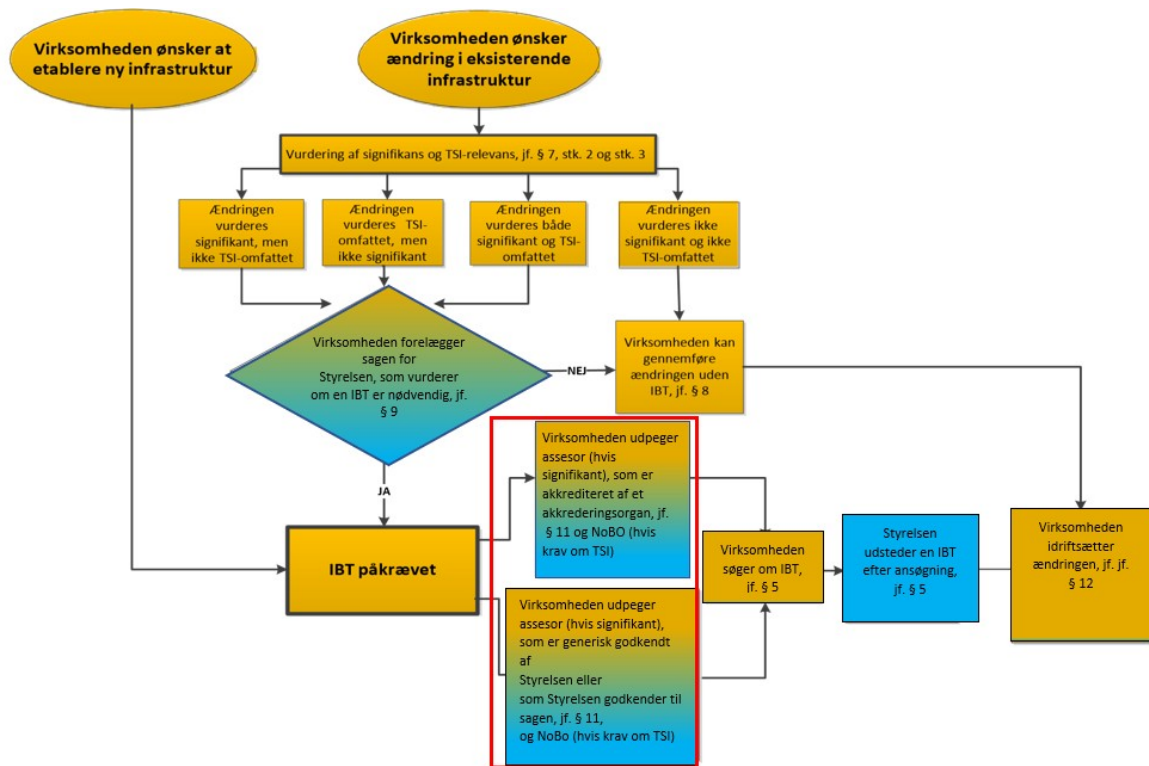 Virksomheden ønsker at
etablere ny infrastruktur
Virksomheden ønsker
ændring i eksisterende
infrastruktur
Vurdering af signifikans og TSI-relevans, jf. § 7, stk. 2 og stk. 3
Ændringen
vurderes
signifikant, men
ikke TSI-omfattet
Ændringen
vurderes TSI-
omfattet, men
ikke signifikant
Ændringen
vurderes både
signifikant og TSI-
omfattet
Ændringen
vurderes ikke
signifikant og ikke
TSI-omfattet
Virksomheden forelægger
sagen for
Styrelsen, som vurderer
om en IBT er nødvendig, jf.
§ 9
NEJ
Virksomheden kan
gennemføre
ændringen uden
IBT, jf. § 8
JA
IBT påkrævet
Virksomheden udpeger
assesor (hvis
signifikant), som er
akkrediteret af et
akkrederingsorgan, jf.
§ 11 og NoBO (hvis
krav om TSI)
Virksomheden udpeger
assesor (hvis signifikant),
som er generisk godkendt
af
Styrelsen eller
som Styrelsen godkender til
sagen, jf. § 11,
og NoBo (hvis krav om TSI)
Virksomheden
søger om IBT,
jf. § 5
Styrelsen
udsteder en IBT
efter ansøgning,
jf. § 5
Virksomheden
idriftsætter
ændringen, jf. jf.
§ 12